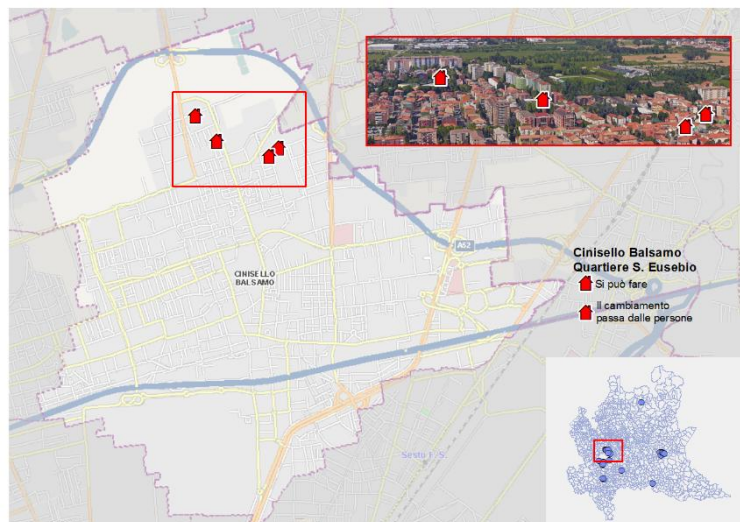 A52
CINISELLO
BALSAMO
Cinisello Balsamo
Quartiere S. Eusebio
Si può fare
Il cambiamento
passa dalle persone
Sesto F. S.